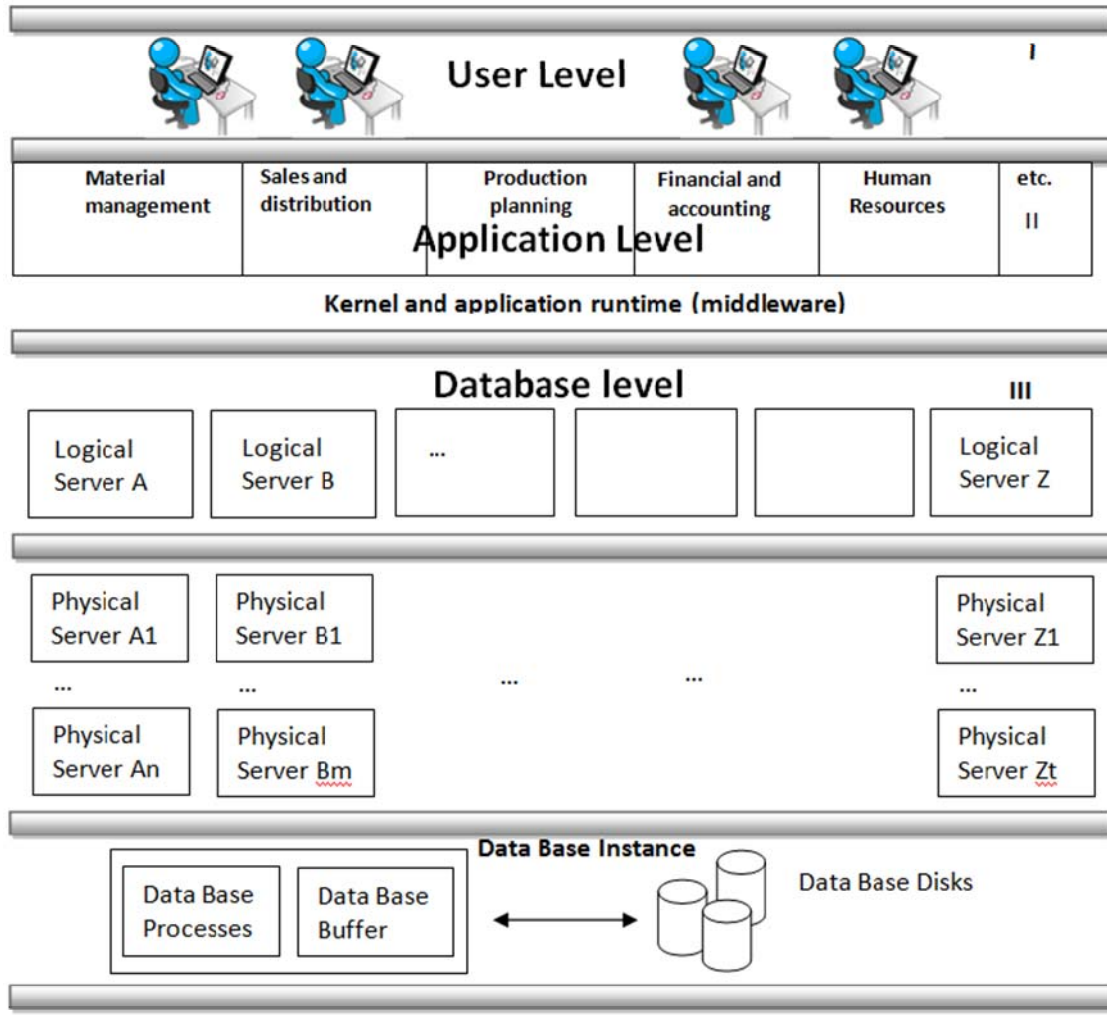 User Level
I
Material
management
Sales and
distribution
Production
planning
Financial and
accounting
Human
Resources
etc.
II
Application Level
Kernel and application runtime (middleware)
Database level
III
Logical
Server A
Logical
Server B
...
Logical
Server Z
Physical
Server A1
Physical
Server B1
Physical
Server Z1
...
...
...
...
...
Physical
Server An
Physical
Server Bm
Physical
Server Zt
Data Base Instance
Data Base
Processes
Data Base
Buffer
Data Base Disks